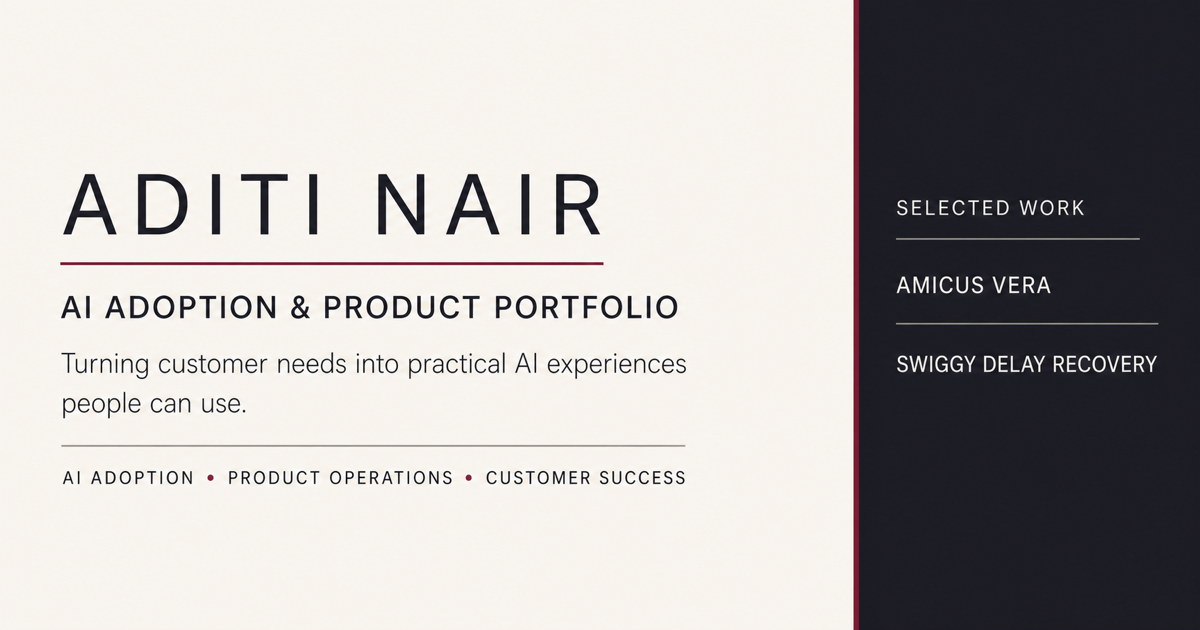 ADITI NAIR
AI ADOPTION & PRODUCT PORTFOLIO
Turning customer needs into practical AI experiences
people can use.
AI ADOPTION • PRODUCT OPERATIONS • CUSTOMER SUCCESS
SELECTED WORK
AMICUS VERA
SWIGGY DELAY RECOVERY